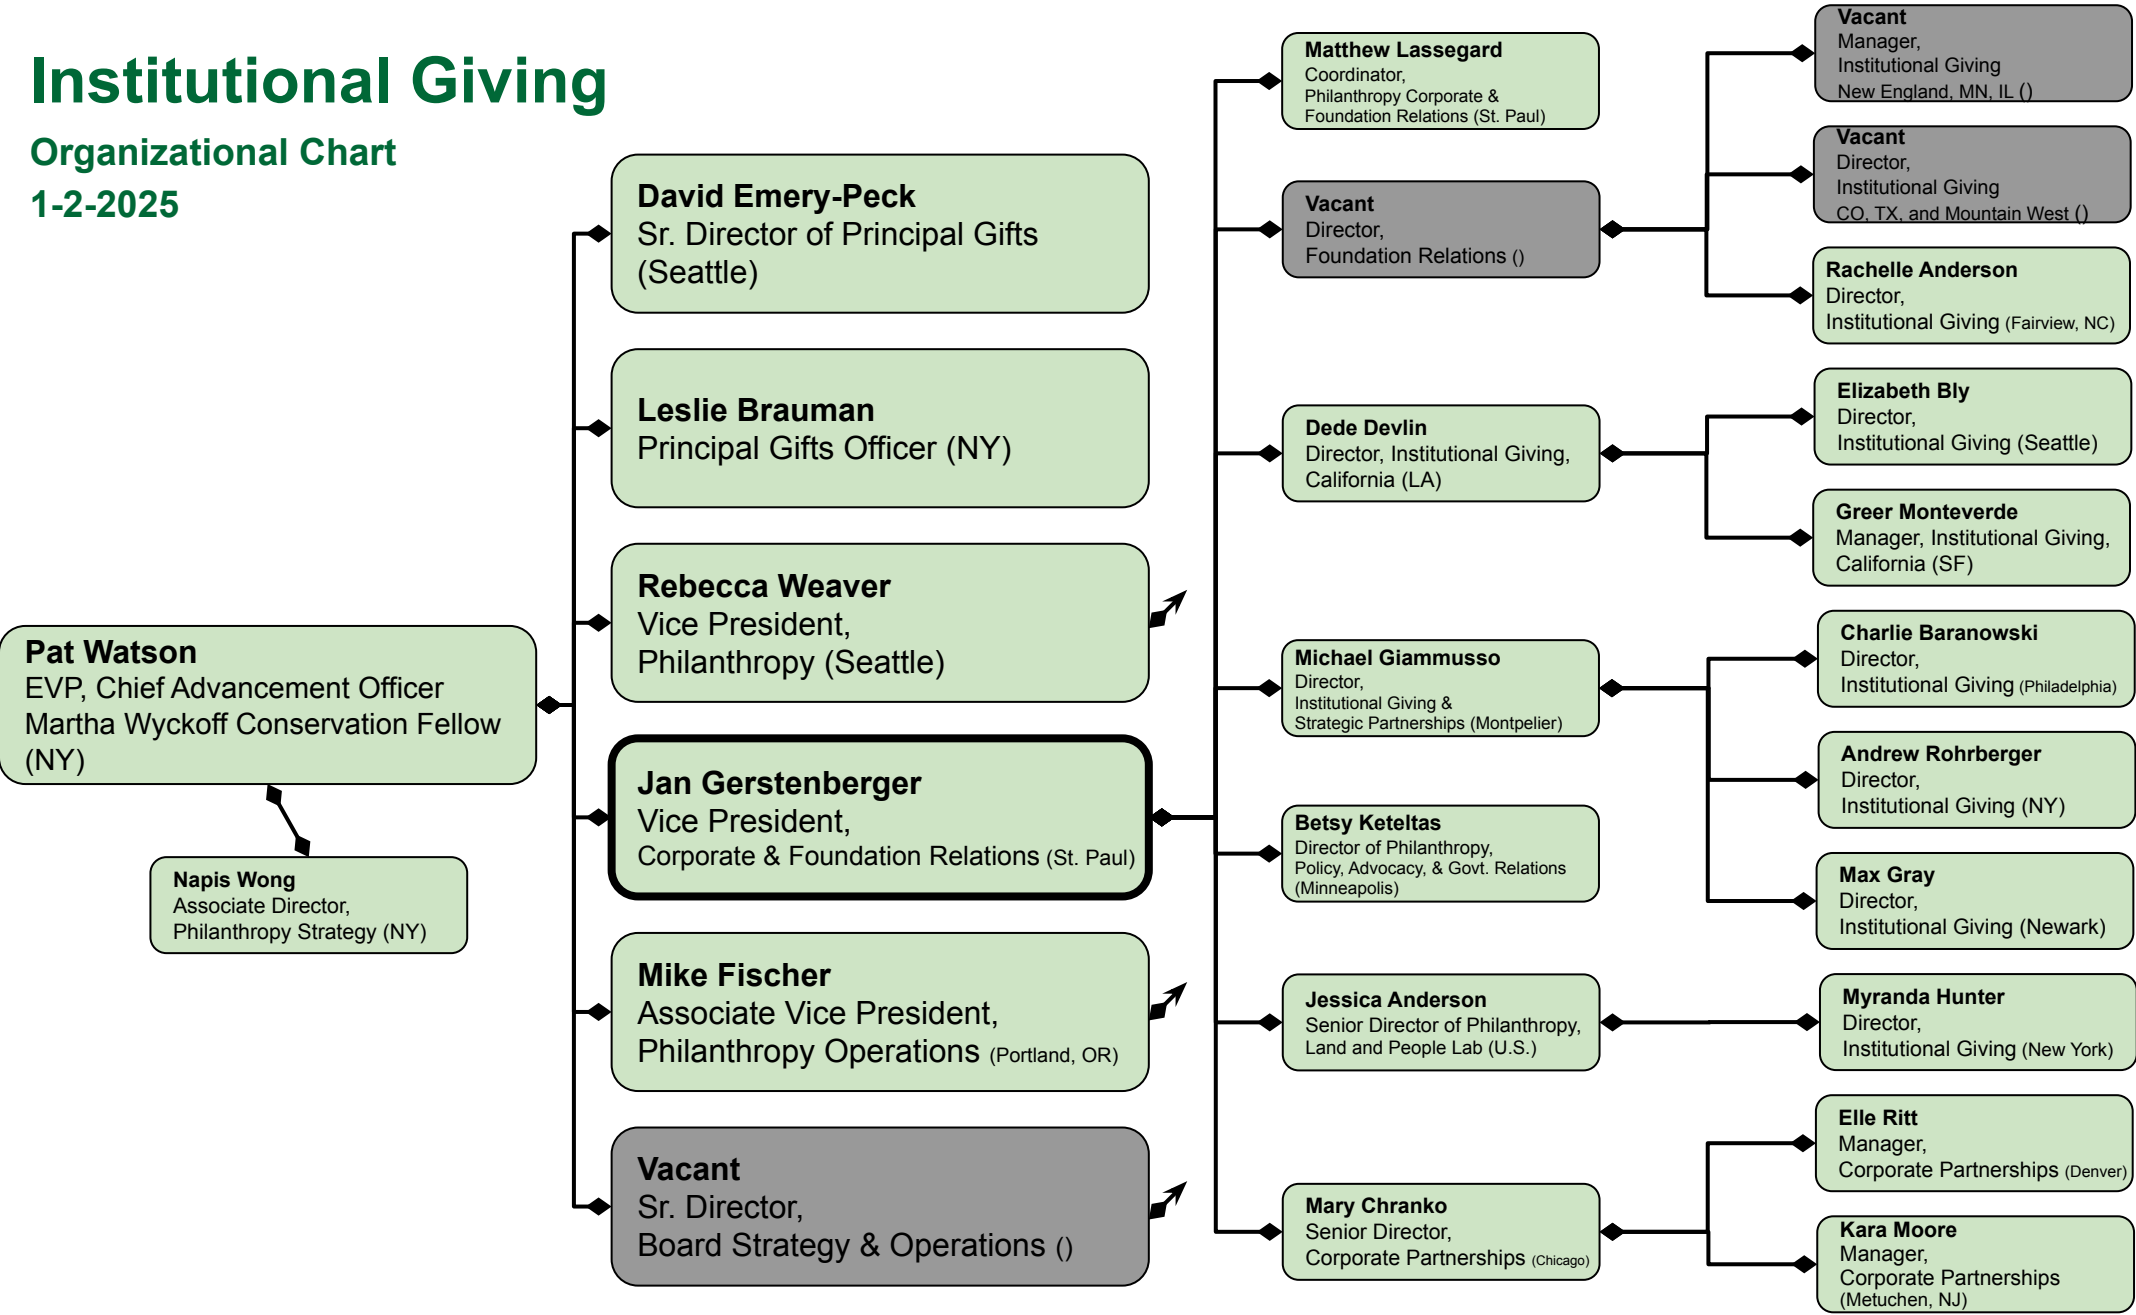 Institutional Giving
Organizational Chart
1-2-2025
Pat Watson
EVP, Chief Advancement Officer
Martha Wyckoff Conservation Fellow
(NY)
Napis Wong
Associate Director,
Philanthropy Strategy (NY)
David Emery-Peck
Sr. Director of Principal Gifts
(Seattle)
Leslie Brauman
Principal Gifts Officer (NY)
Rebecca Weaver
Vice President,
Philanthropy (Seattle)
Jan Gerstenberger
Vice President,
Corporate & Foundation Relations (St. Paul)
Mike Fischer
Associate Vice President,
Philanthropy Operations (Portland, OR)
Vacant
Sr. Director,
Board Strategy & Operations ()
Matthew Lassegard
Coordinator,
Philanthropy Corporate &
Foundation Relations (St. Paul)
Vacant
Director,
Foundation Relations ()
Dede Devlin
Director, Institutional Giving,
California (LA)
Michael Giammusso
Director,
Institutional Giving &
Strategic Partnerships (Montpelier)
Betsy Keteltas
Director of Philanthropy,
Policy, Advocacy, & Govt. Relations
(Minneapolis)
Jessica Anderson
Senior Director of Philanthropy,
Land and People Lab (U.S.)
Mary Chranko
Senior Director,
Corporate Partnerships (Chicago)
Vacant
Manager,
Institutional Giving
New England, MN, IL ()
Vacant
Director,
Institutional Giving
CO, TX, and Mountain West ()
Rachelle Anderson
Director,
Institutional Giving (Fairview, NC)
Elizabeth Bly
Director,
Institutional Giving (Seattle)
Greer Monteverde
Manager, Institutional Giving,
California (SF)
Charlie Baranowski
Director,
Institutional Giving (Philadelphia)
Andrew Rohrberger
Director,
Institutional Giving (NY)
Max Gray
Director,
Institutional Giving (Newark)
Myranda Hunter
Director,
Institutional Giving (New York)
Elle Ritt
Manager,
Corporate Partnerships (Denver)
Kara Moore
Manager,
Corporate Partnerships
(Metuchen, NJ)